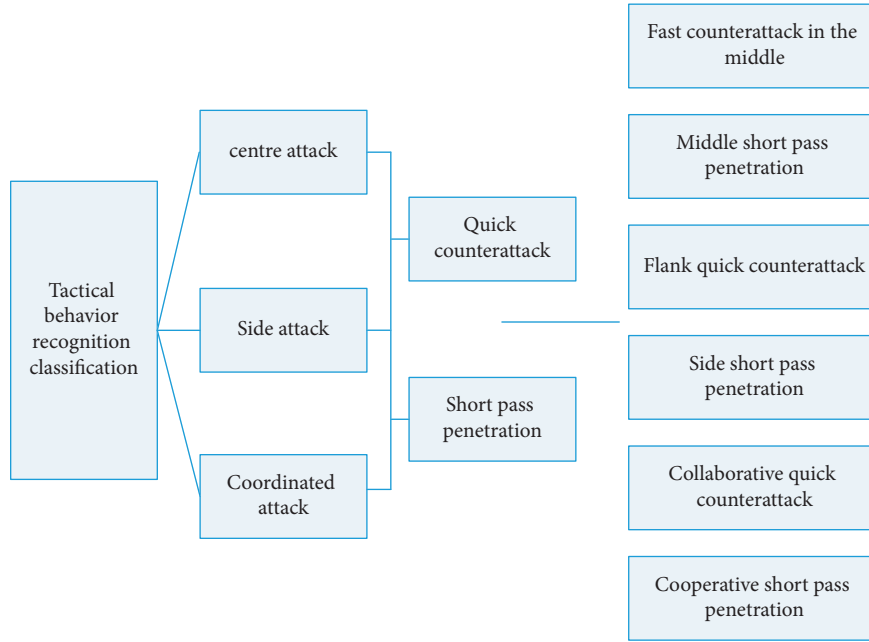 Tactical
behavior
recognition
classification
centre attack
Side attack
Coordinated
attack
Quick
counterattack
Short pass
penetration
Fast counterattack in the
middle
Middle short pass
penetration
Flank quick counterattack
Side short pass
penetration
Collaborative quick
counterattack
Cooperative short pass
penetration